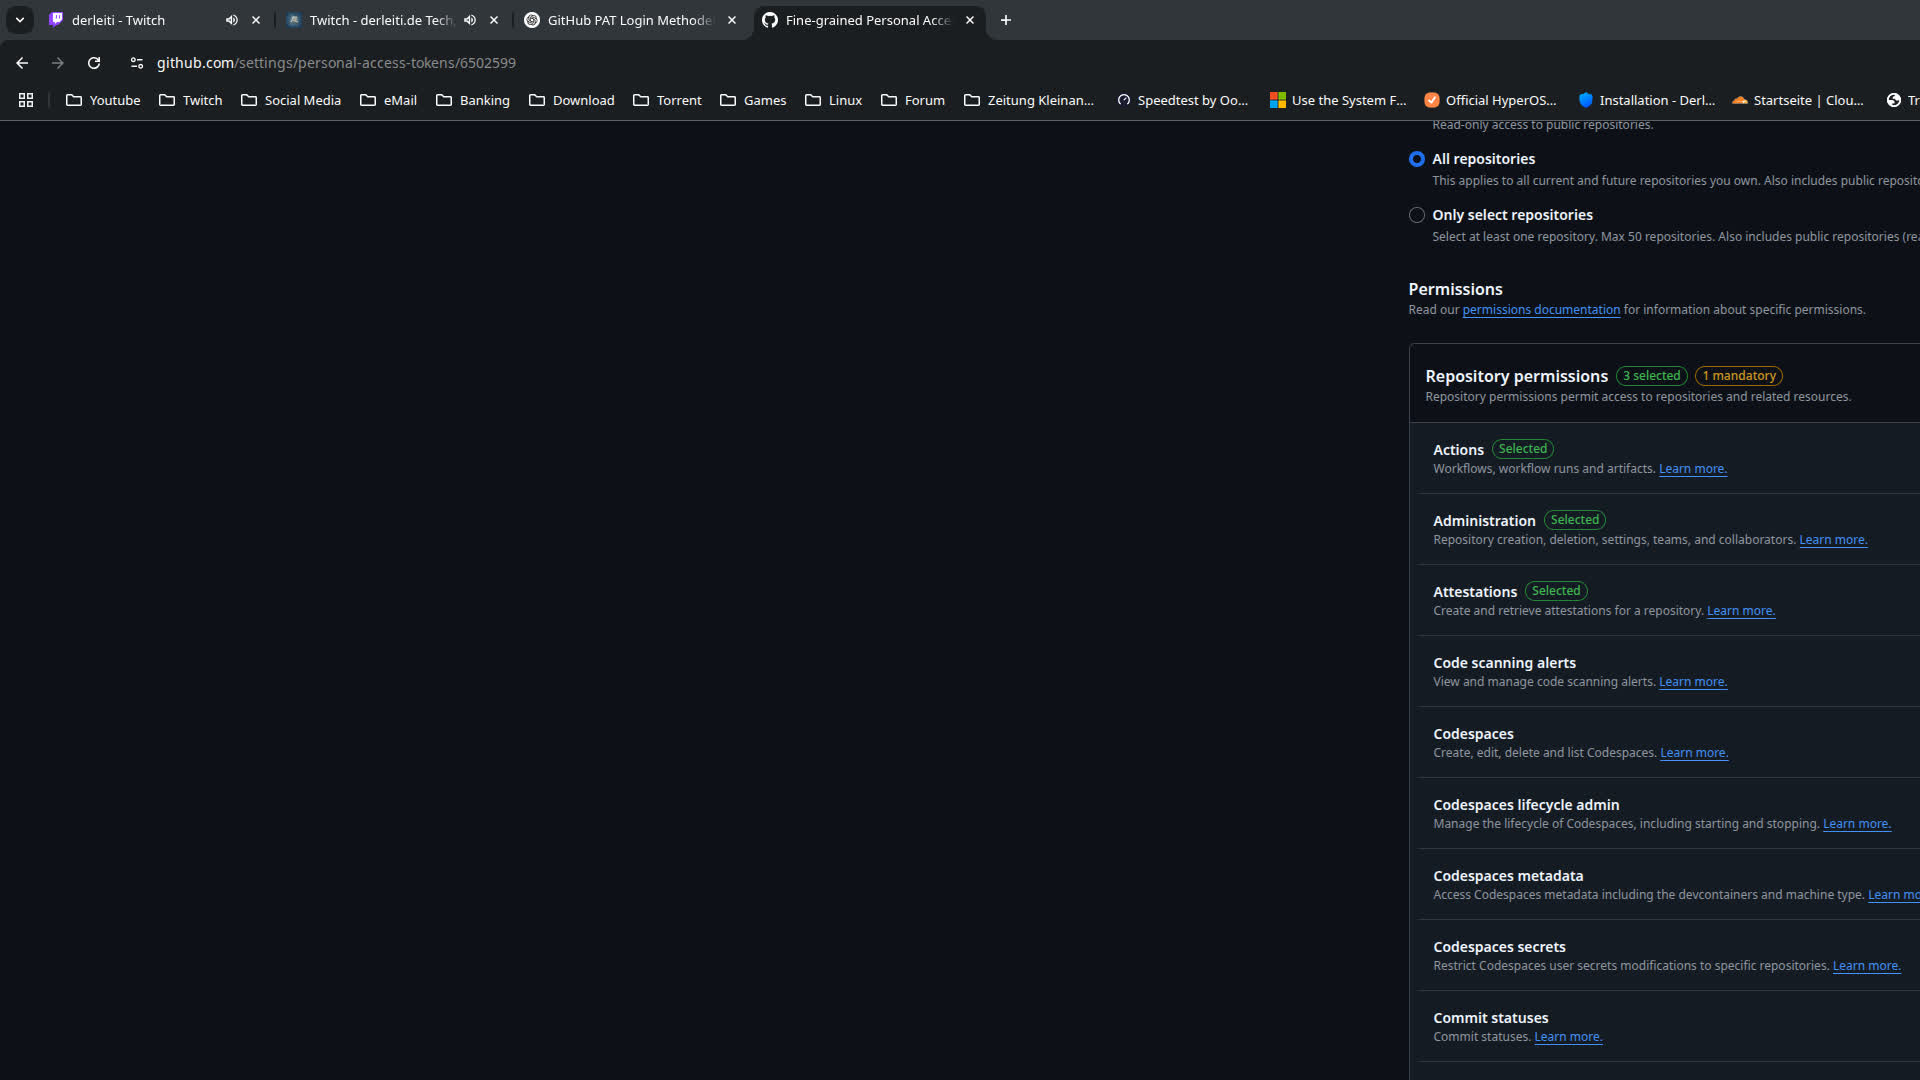 derleiti - Twitch
Twitch - derleiti.de Tech
GitHub PAT Login Methode
Fine-grained Personal Acce
github.com/settings/personal-access-tokens/6502599
Youtube
Twitch
Social Media
eMail
Banking
Download
Torrent
Games
Linux
Forum
Zeitung Kleinan...
Speedtest by Oo...
Use the System F...
Official HyperOS...
Installation - Derl...
Startseite | Clou...
Tr
Read-only access to public repositories.
All repositories
This applies to all current and future repositories you own. Also includes public reposito
Only select repositories
Select at least one repository. Max 50 repositories. Also includes public repositories (rea
Permissions
Read our permissions documentation for information about specific permissions.
Repository permissions 3 selected 1 mandatory
Repository permissions permit access to repositories and related resources.
Actions Selected
Workflows, workflow runs and artifacts. Learn more.
Administration Selected
Repository creation, deletion, settings, teams, and collaborators. Learn more.
Attestations Selected
Create and retrieve attestations for a repository. Learn more.
Code scanning alerts
View and manage code scanning alerts. Learn more.
Codespaces
Create, edit, delete and list Codespaces. Learn more.
Codespaces lifecycle admin
Manage the lifecycle of Codespaces, including starting and stopping. Learn more.
Codespaces metadata
Access Codespaces metadata including the devcontainers and machine type. Learn mo
Codespaces secrets
Restrict Codespaces user secrets modifications to specific repositories. Learn more.
Commit statuses
Commit statuses. Learn more.